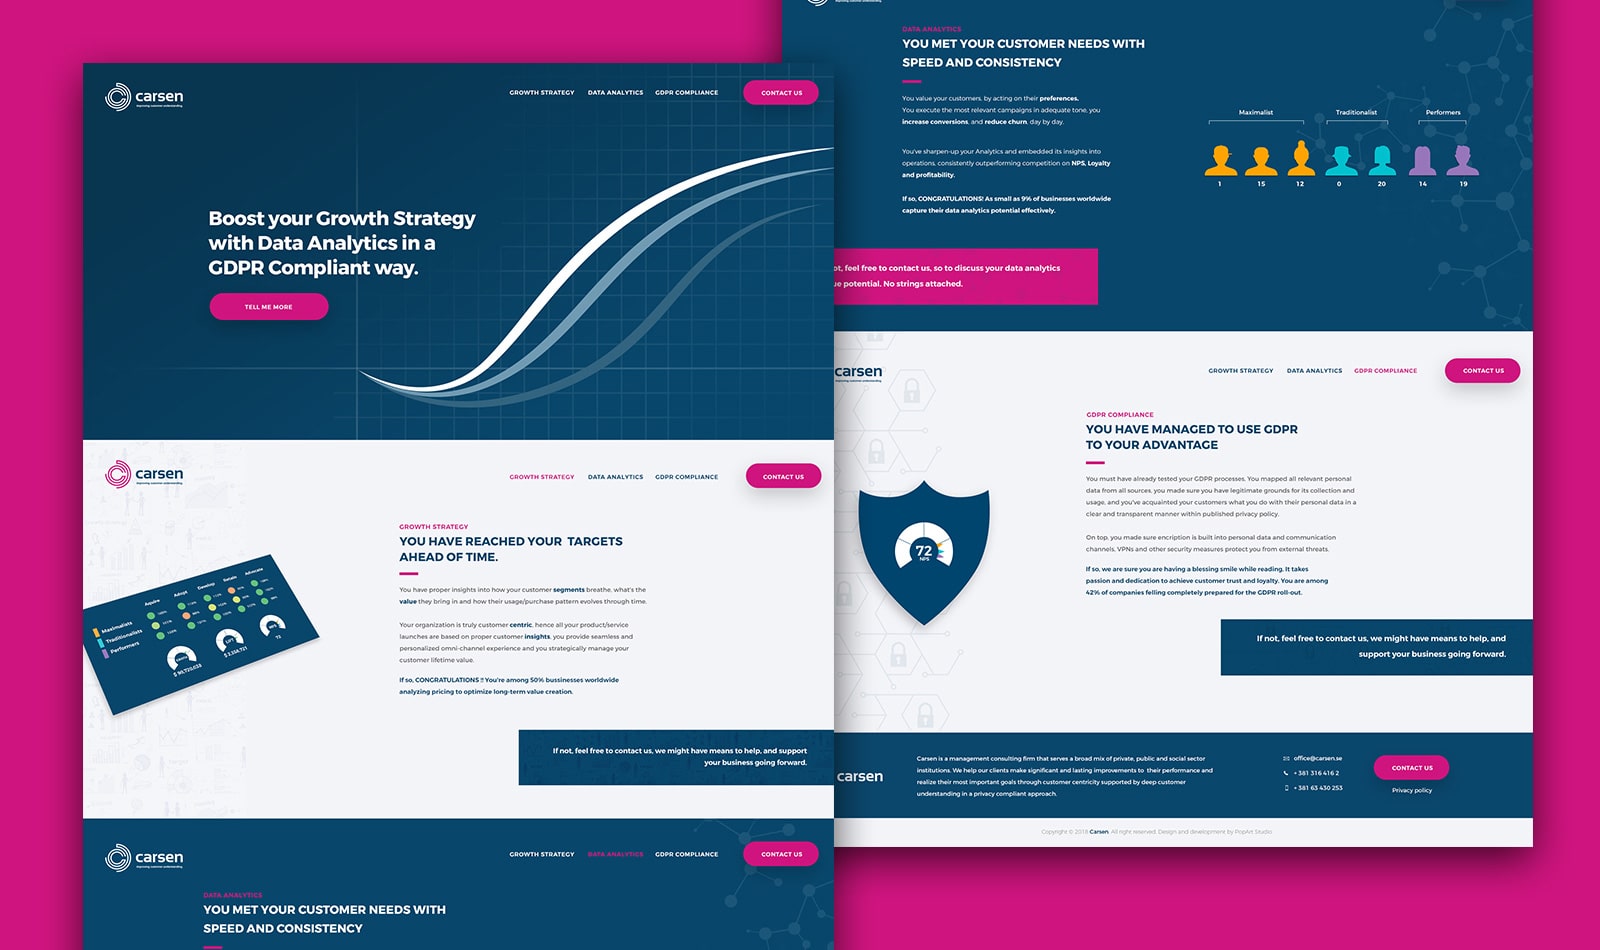 carsen
improving customer understanding
GROWTH STRATEGY
DATA ANALYTICS
GDPR COMPLIANCE
CONTACT US
Boost your Growth Strategy
with Data Analytics in a
GDPR Compliant way.
TELL ME MORE
carsen
improving customer understanding
GROWTH STRATEGY
DATA ANALYTICS
GDPR COMPLIANCE
CONTACT US
GROWTH STRATEGY
YOU HAVE REACHED YOUR TARGETS
AHEAD OF TIME.
You have proper insights into how your customer segments breathe, what's the
value they bring in and how their usage/purchase pattern evolves through time.
Your organization is truly customer centric, hence all your product/service
launches are based on proper customer insights, you provide seamless and
personalized omni-channel experience and you strategically manage your
customer lifetime value.
If so, CONGRATULATIONS !! You're among 50% bussinesses worldwide
analyzing pricing to optimize long-term value creation.
Acquire
Adopt
Develop
Retain
Advocate
Maximalists
Traditionalists
Performers
LIFT
NPS
72
If not, feel free to contact us, we might have means to help, and support
your business going forward.
carsen
improving customer understanding
GROWTH STRATEGY
DATA ANALYTICS
GDPR COMPLIANCE
CONTACT US
DATA ANALYTICS
YOU MET YOUR CUSTOMER NEEDS WITH
SPEED AND CONSISTENCY
DATA ANALYTICS
YOU MET YOUR CUSTOMER NEEDS WITH
SPEED AND CONSISTENCY
You value your customers, by acting on their preferences.
You execute the most relevant campaigns in adequate tone, you
increase conversions, and reduce churn, day by day.
You've sharpen-up your Analytics and embedded its insights into
operations, consistently outperforming competition on NPS, Loyalty
and profitability.
If so, CONGRATULATIONS! As small as 9% of businesses worldwide
capture their data analytics potential effectively.
Maximalist
Traditionalist
Performers
1
15
12
0
20
14
19
ot, feel free to contact us, so to discuss your data analytics
ue potential. No strings attached.
carsen
improving customer understanding
GROWTH STRATEGY
DATA ANALYTICS
GDPR COMPLIANCE
CONTACT US
GDPR COMPLIANCE
YOU HAVE MANAGED TO USE GDPR
TO YOUR ADVANTAGE
You must have already tested your GDPR processes. You mapped all relevant personal
data from all sources, you made sure you have legitimate grounds for its collection and
usage, and you've acquainted your customers what you do with their personal data in a
clear and transparent manner within published privacy policy.
On top, you made sure encription is built into personal data and communication
channels, VPNs and other security measures protect you from external threats.
If so, we are sure you are having a blessing smile while reading. It takes
passion and dedication to achieve customer trust and loyalty. You are among
42% of companies felling completely prepared for the GDPR roll-out.
72
NPS
If not, feel free to contact us, we might have means to help, and
support your business going forward.
carsen
Carsen is a management consulting firm that serves a broad mix of private, public and social sector
institutions. We help our clients make significant and lasting improvements to their performance and
realize their most important goals through customer centricity supported by deep customer
understanding in a privacy compliant approach.
office@carsen.se
+ 381 316 416 2
+ 381 63 430 253
CONTACT US
Privacy policy
Copyright © 2018 Carsen. All right reserved. Design and development by PopArt Studio